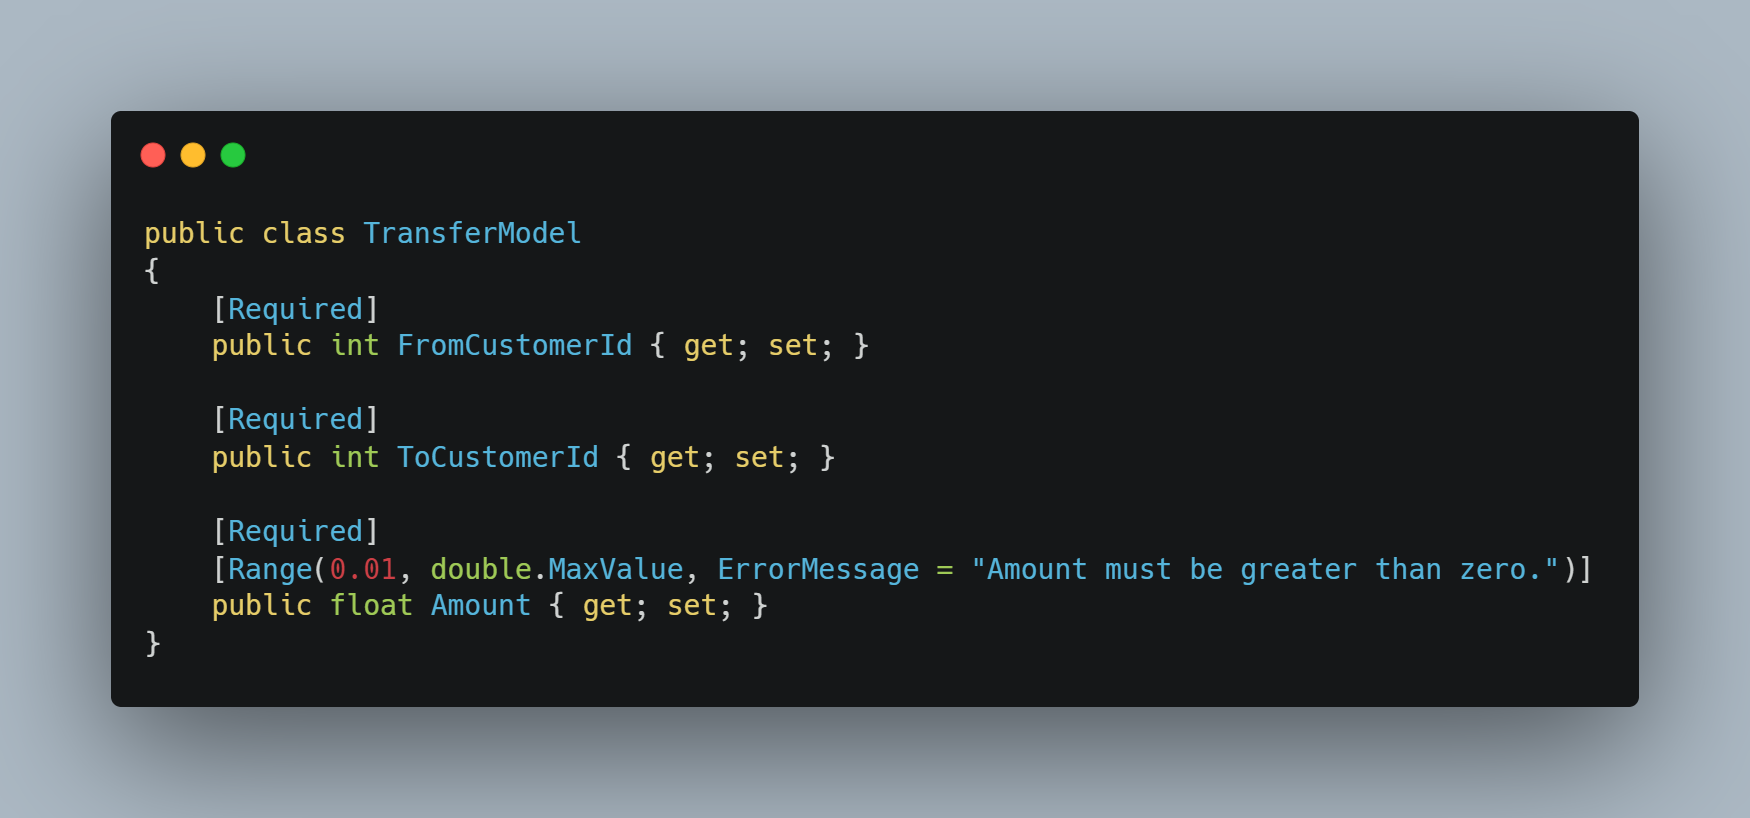 public class TransferModel
{
    [Required]
    public int FromCustomerId { get; set; }

    [Required]
    public int ToCustomerId { get; set; }

    [Required]
    [Range(0.01, double.MaxValue, ErrorMessage = "Amount must be greater than zero.")]
    public float Amount { get; set; }
}